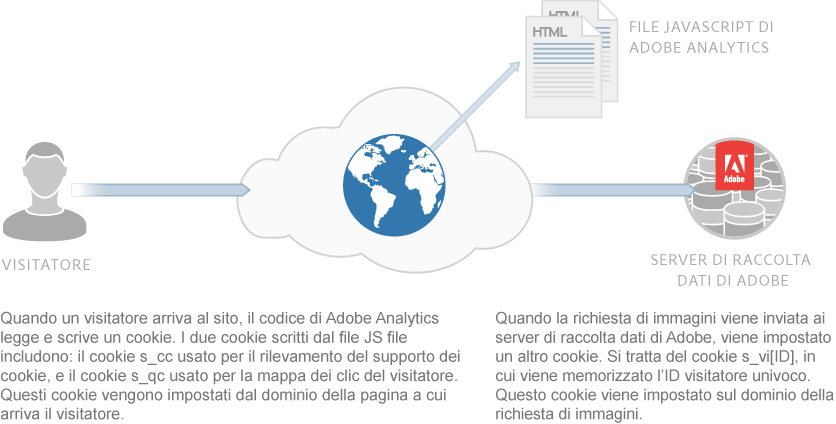 HTML
HTML
FILE JAVASCRIPT DI
ADOBE ANALYTICS
Adobe
VISITATORE
SERVER DI RACCOLTA
DATI DI ADOBE
Quando un visitatore arriva al sito, il codice di Adobe Analytics
legge e scrive un cookie. I due cookie scritti dal file JS file
includono: il cookie s_cc usato per il rilevamento del supporto dei
cookie, e il cookie s_qc usato per la mappa dei clic del visitatore.
Questi cookie vengono impostati dal dominio della pagina a cui
arriva il visitatore.
Quando la richiesta di immagini viene inviata ai
server di raccolta dati di Adobe, viene impostato
un altro cookie. Si tratta del cookie s_vi[ID], in
cui viene memorizzato l'ID visitatore univoco.
Questo cookie viene impostato sul dominio della
richiesta di immagini.